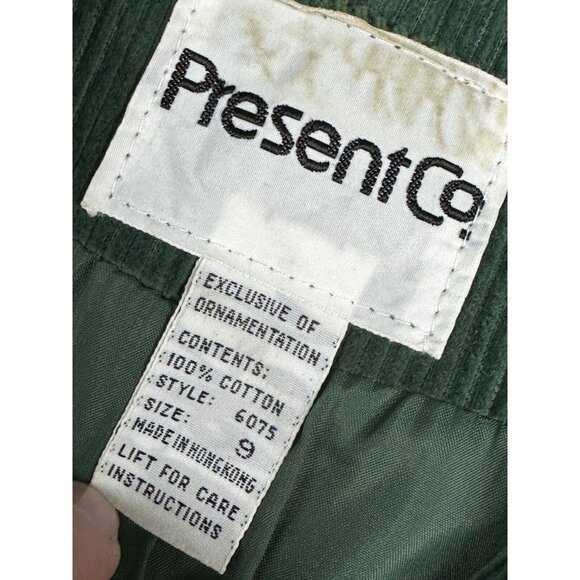 PresentCo.
EXCLUSIVE OF
ORNAMENTATION
CONTENTS:
100% COTTON
STYLE: 6075
SIZE: 9
MADE IN HONGKONG
LIFT FOR CARE
INSTRUCTIONS